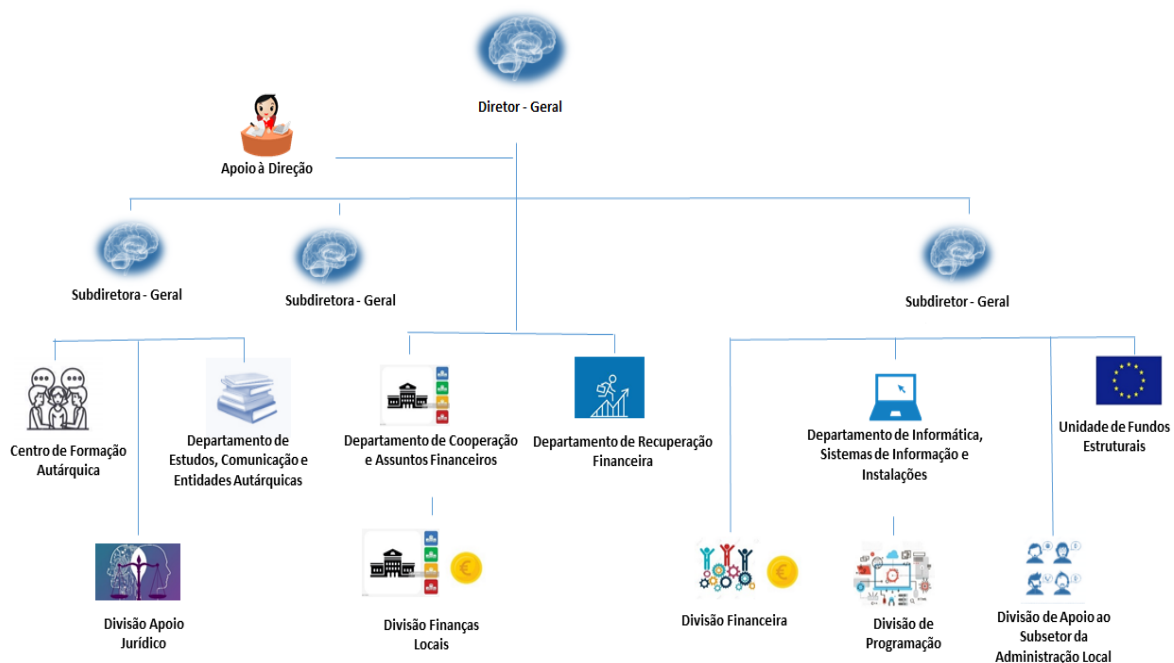 Diretor - Geral
Apoio à Direção
Subdiretora - Geral
Subdiretora - Geral
Subdiretor - Geral
Centro de Formação
Autárquica
Departamento de
Estudos, Comunicação e
Entidades Autárquicas
Departamento de Cooperação
e Assuntos Financeiros
Departamento de Recuperação
Financeira
Departamento de Informática,
Sistemas de Informação e
Instalações
Unidade de Fundos
Estruturais
Divisão Apoio
Jurídico
Divisão Finanças
Locais
Divisão Financeira
Divisão de
Programação
Divisão de Apoio ao
Subsetor da
Administração Local